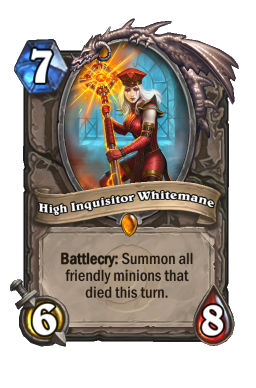 7
High Inquisitor Whitemane
Battlecry: Summon all
friendly minions that
died this turn.
6
8